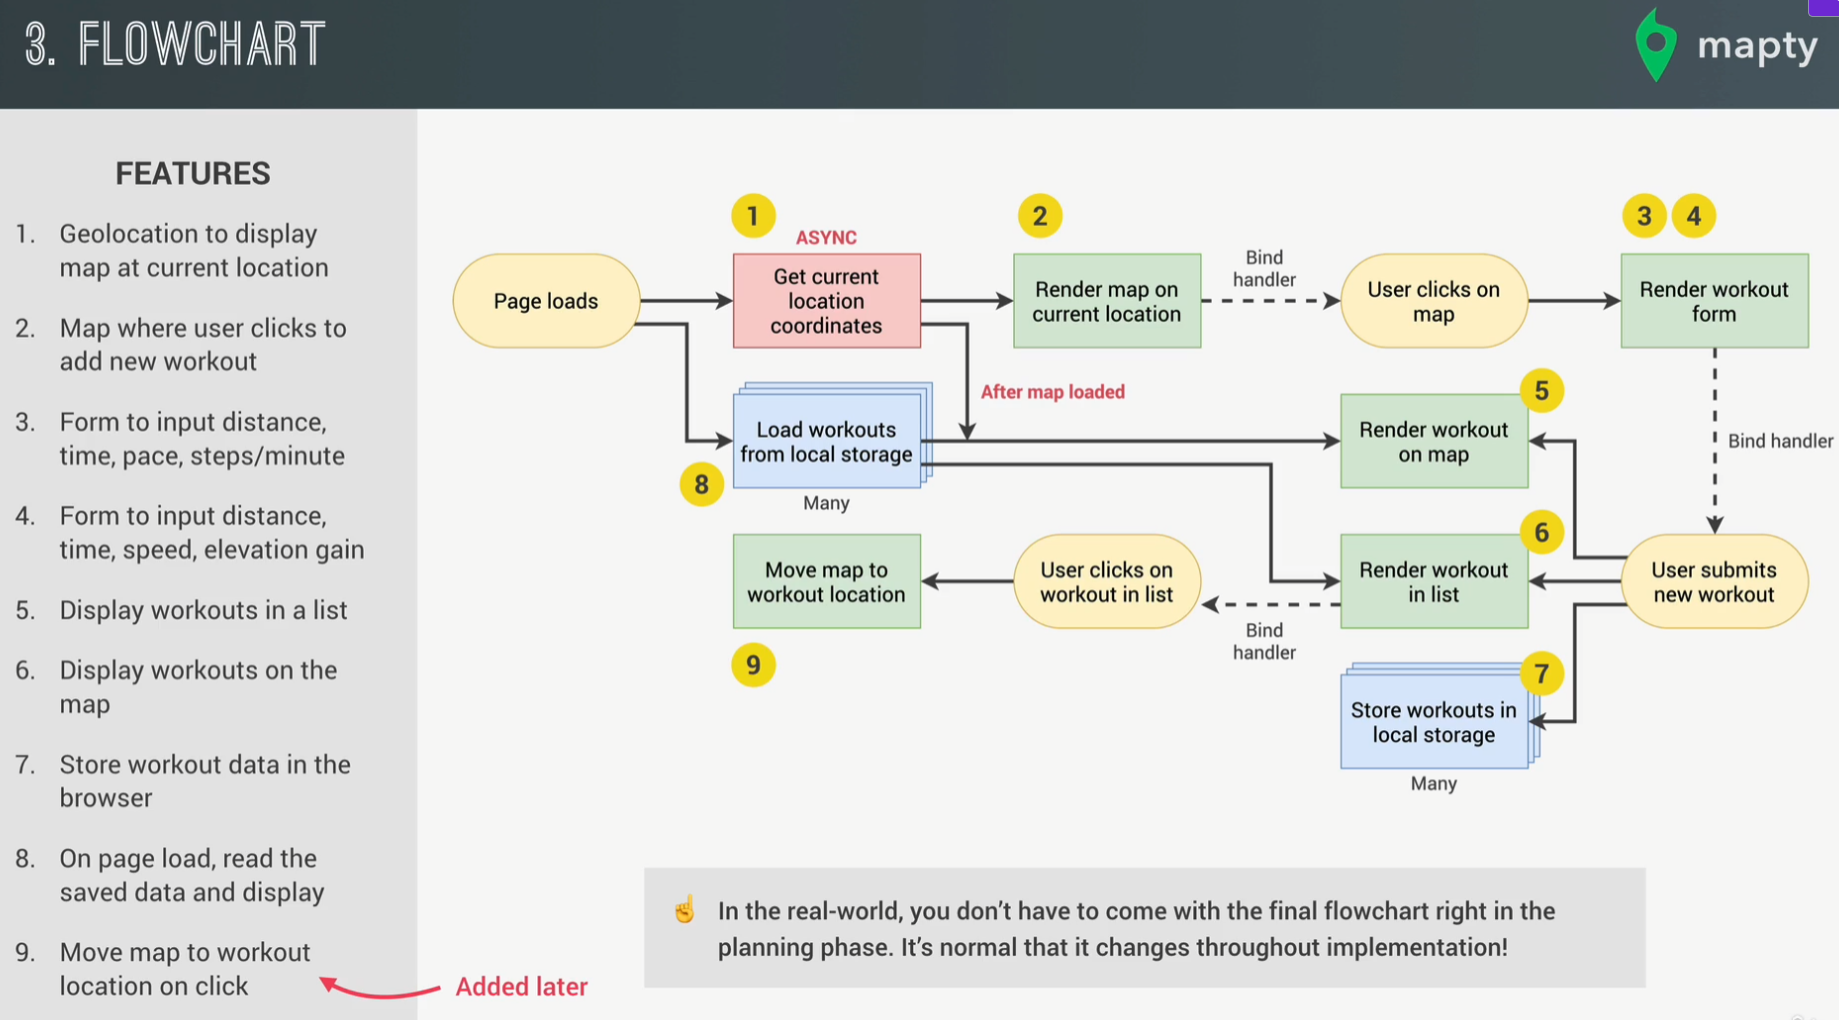 3. FLOWCHART
mapty
FEATURES
1. Geolocation to display
map at current location
2. Map where user clicks to
add new workout
3. Form to input distance,
time, pace, steps/minute
4. Form to input distance,
time, speed, elevation gain
5. Display workouts in a list
6. Display workouts on the
map
7. Store workout data in the
browser
8. On page load, read the
saved data and display
9. Move map to workout
location on click
Added later
Page loads
1
ASYNC
Get current
location
coordinates
2
Render map on
current location
Bind
handler
User clicks on
map
3 4
Render workout
form
After map loaded
Load workouts
from local storage
8
Many
5
Render workout
on map
Bind handler
Move map to
workout location
9
User clicks on
workout in list
Bind
handler
6
Render workout
in list
User submits
new workout
7
Store workouts in
local storage
Many
☝️ In the real-world, you don’t have to come with the final flowchart right in the
planning phase. It’s normal that it changes throughout implementation!